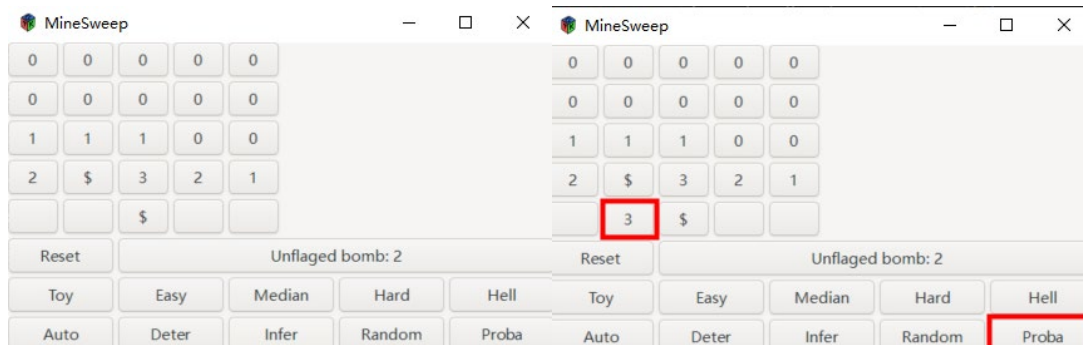 MineSweep
0 0 0 0 0
0 0 0 0 0
1 1 1 0 0
2 $ 3 2 1
$
Reset Unflaged bomb: 2
Toy Easy Median Hard Hell
Auto Deter Infer Random Proba
MineSweep
0 0 0 0 0
0 0 0 0 0
1 1 1 0 0
2 $ 3 2 1
3 $
Reset Unflaged bomb: 2
Toy Easy Median Hard Hell
Auto Deter Infer Random Proba